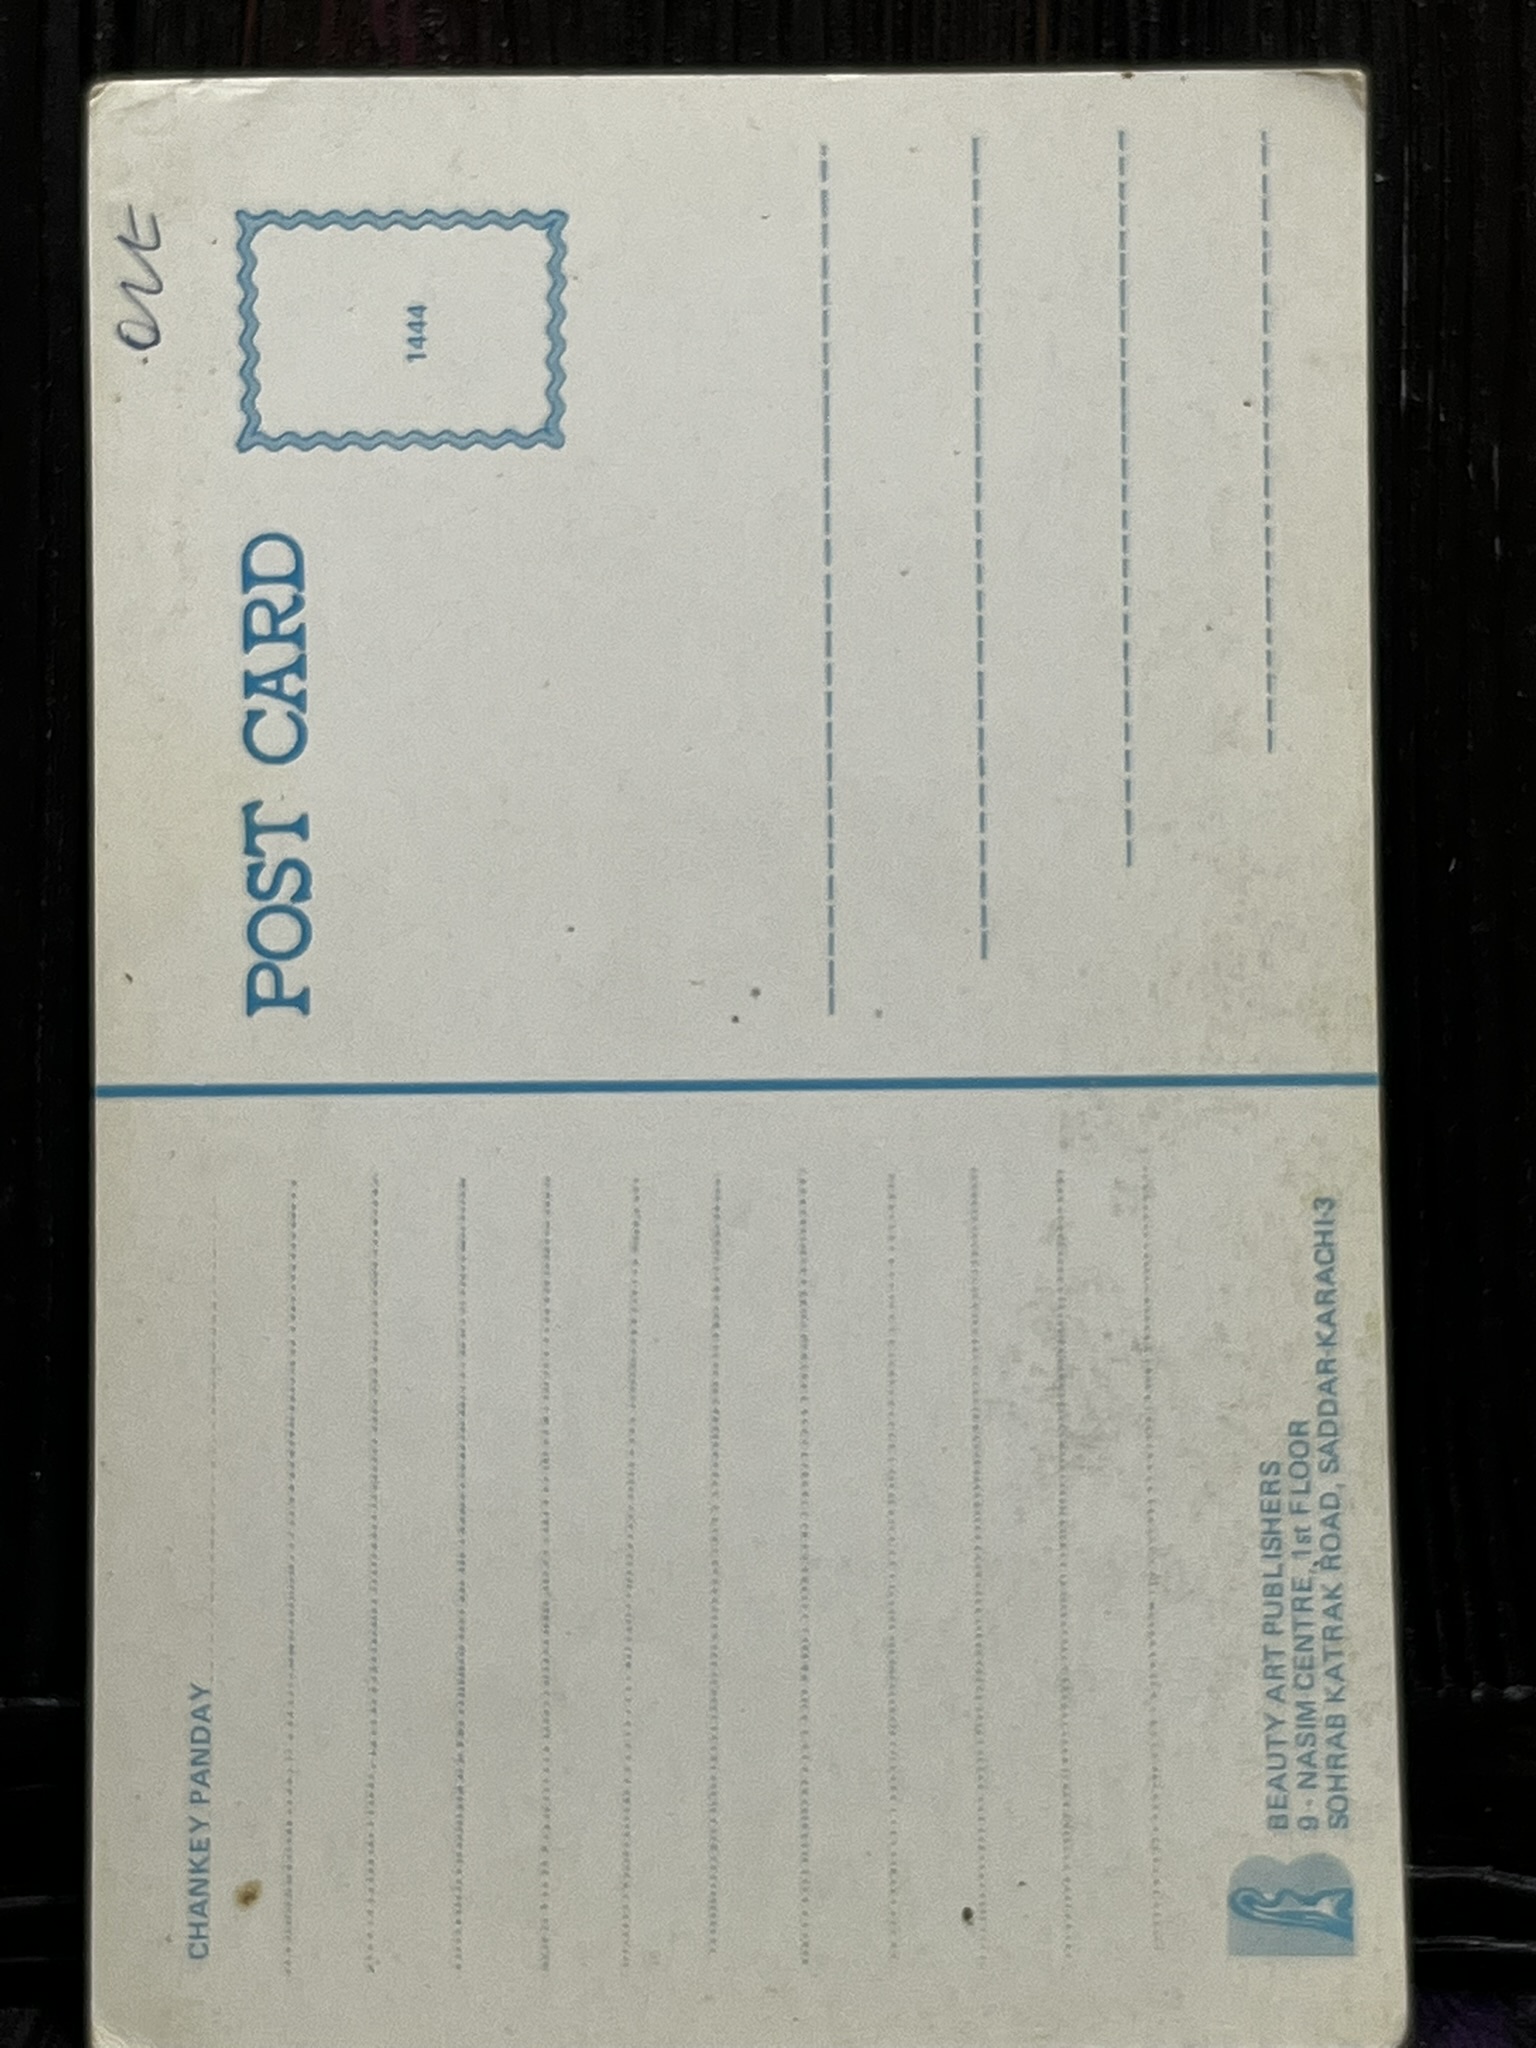 CHANKEY PANDAY
BEAUTY ART PUBLISHERS
9 - NASIM CENTRE, 1st FLOOR
SOHRAB KATRAK ROAD, SADDAR-KARACHI-3
POST CARD
1444